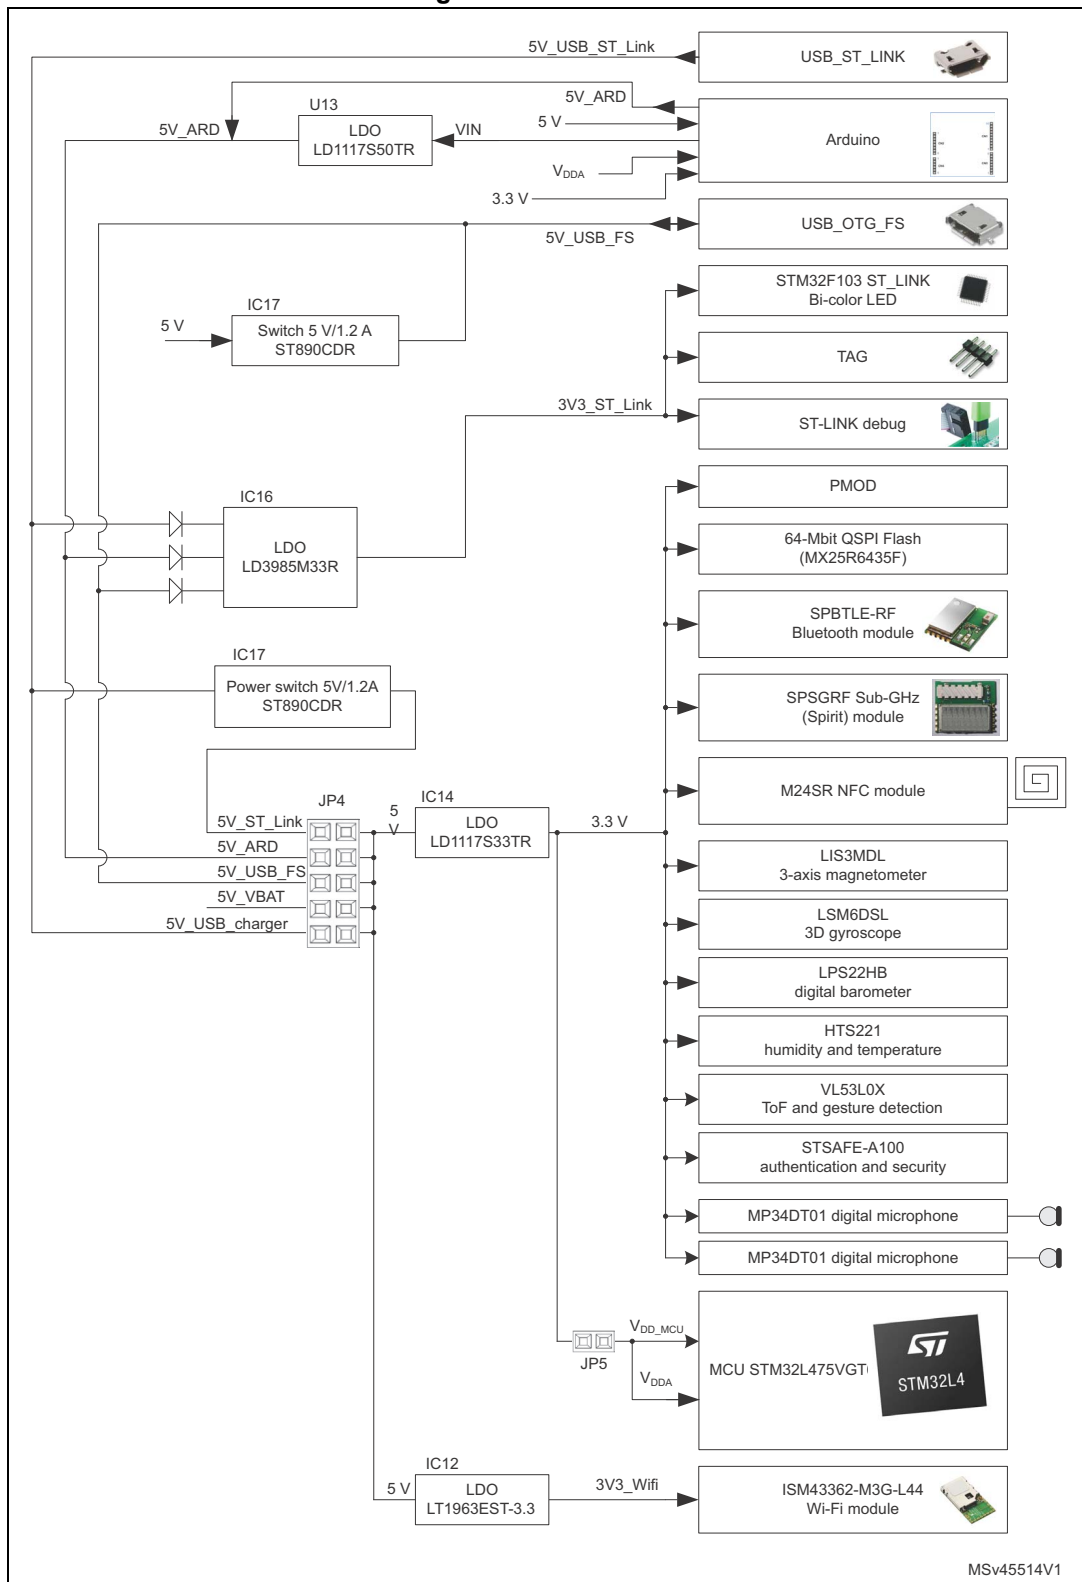 5V_USB_ST_Link
USB_ST_LINK
U13
5V_ARD
5V_ARD
LDO
LD1117S50TR
VIN
5 V
Arduino
VDDA
3.3 V
5V_USB_FS
USB_OTG_FS
STM32F103 ST_LINK
Bi-color LED
IC17
5 V
Switch 5 V/1.2 A
ST890CDR
TAG
3V3_ST_Link
ST-LINK debug
IC16
LDO
LD3985M33R
PMOD
64-Mbit QSPI Flash
(MX25R6435F)
SPBTLE-RF
Bluetooth module
IC17
Power switch 5V/1.2A
ST890CDR
SPSGRF Sub-GHz
(Spirit) module
M24SR NFC module
JP4
5V_ST_Link
5V_ARD
5V_USB_FS
5V_VBAT
5V_USB_charger
5
V
IC14
LDO
LD1117S33TR
3.3 V
LIS3MDL
3-axis magnetometer
LSM6DSL
3D gyroscope
LPS22HB
digital barometer
HTS221
humidity and temperature
VL53L0X
ToF and gesture detection
STSAFE-A100
authentication and security
MP34DT01 digital microphone
MP34DT01 digital microphone
JP5
VDD_MCU
VDDA
MCU STM32L475VGT
STM32L4
IC12
5 V
LDO
LT1963EST-3.3
3V3_Wifi
ISM43362-M3G-L44
Wi-Fi module
MSv45514V1